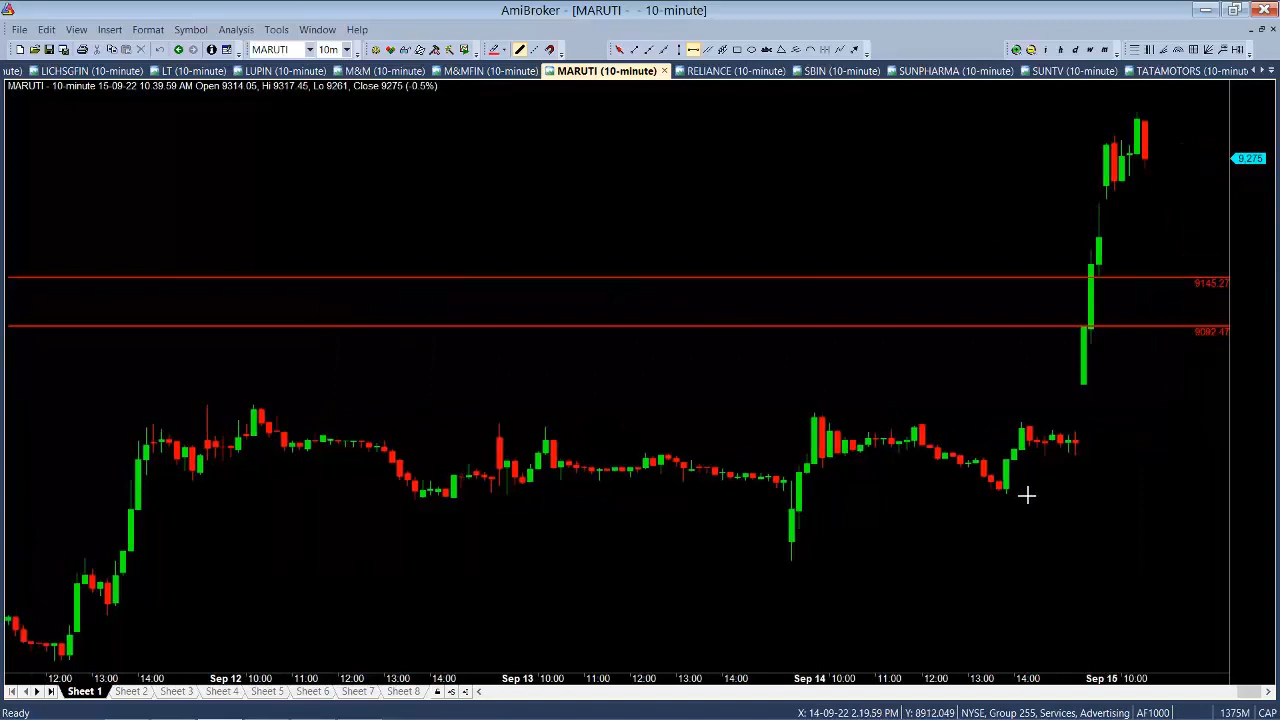 AmiBroker - [MARUTI - - 10-minute]
File Edit View Insert Format Symbol Analysis Tools Window Help
MARUTI 10m i d w m
nute) LICHSGFIN (10-minute) LT (10-minute) LUPIN (10-minute) M&M (10-minute) M&MFIN (10-minute) MARUTI (10-minute) RELIANCE (10-minute) SBIN (10-minute) SUNPHARMA (10-minute) SUNTV (10-minute) TATAMOTORS (10-minut
MARUTI - 10-minute 15-09-22 10:39:59 AM Open 9314.05, Hi 9317.45, Lo 9261, Close 9275 (-0.5%)
9,275
9145.27
9092.47
12:00 13:00 14:00 Sep 12 10:00 11:00 12:00 13:00 14:00 Sep 13 10:00 11:00 12:00 13:00 14:00 Sep 14 10:00 11:00 12:00 13:00 14:00 Sep 15 10:00
Sheet 1 Sheet 2 Sheet 3 Sheet 4 Sheet 5 Sheet 6 Sheet 7 Sheet 8
Ready X: 14-09-22 2:19:59 PM Y: 8912.049 NYSE, Group 255, Services, Advertising AF1000 1375M CAP